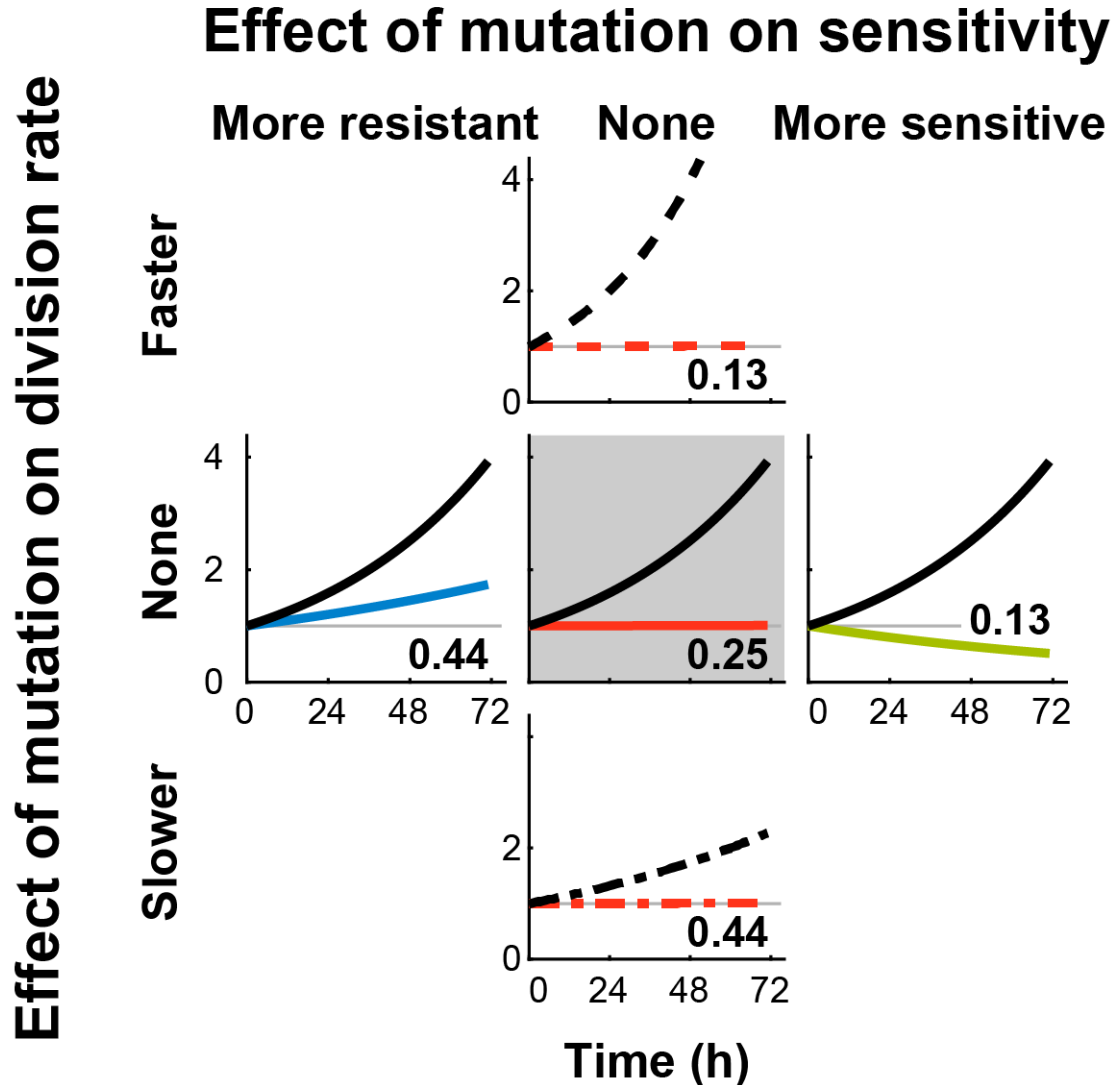 Effect of mutation on sensitivity
More resistant None More sensitive
Effect of mutation on division rate
Faster
4
2
0
0.13
None
4
2
0
0.44
0.25
0.13
0 24 48 72
0 24 48 72
Slower
2
0
0.44
0 24 48 72
Time (h)